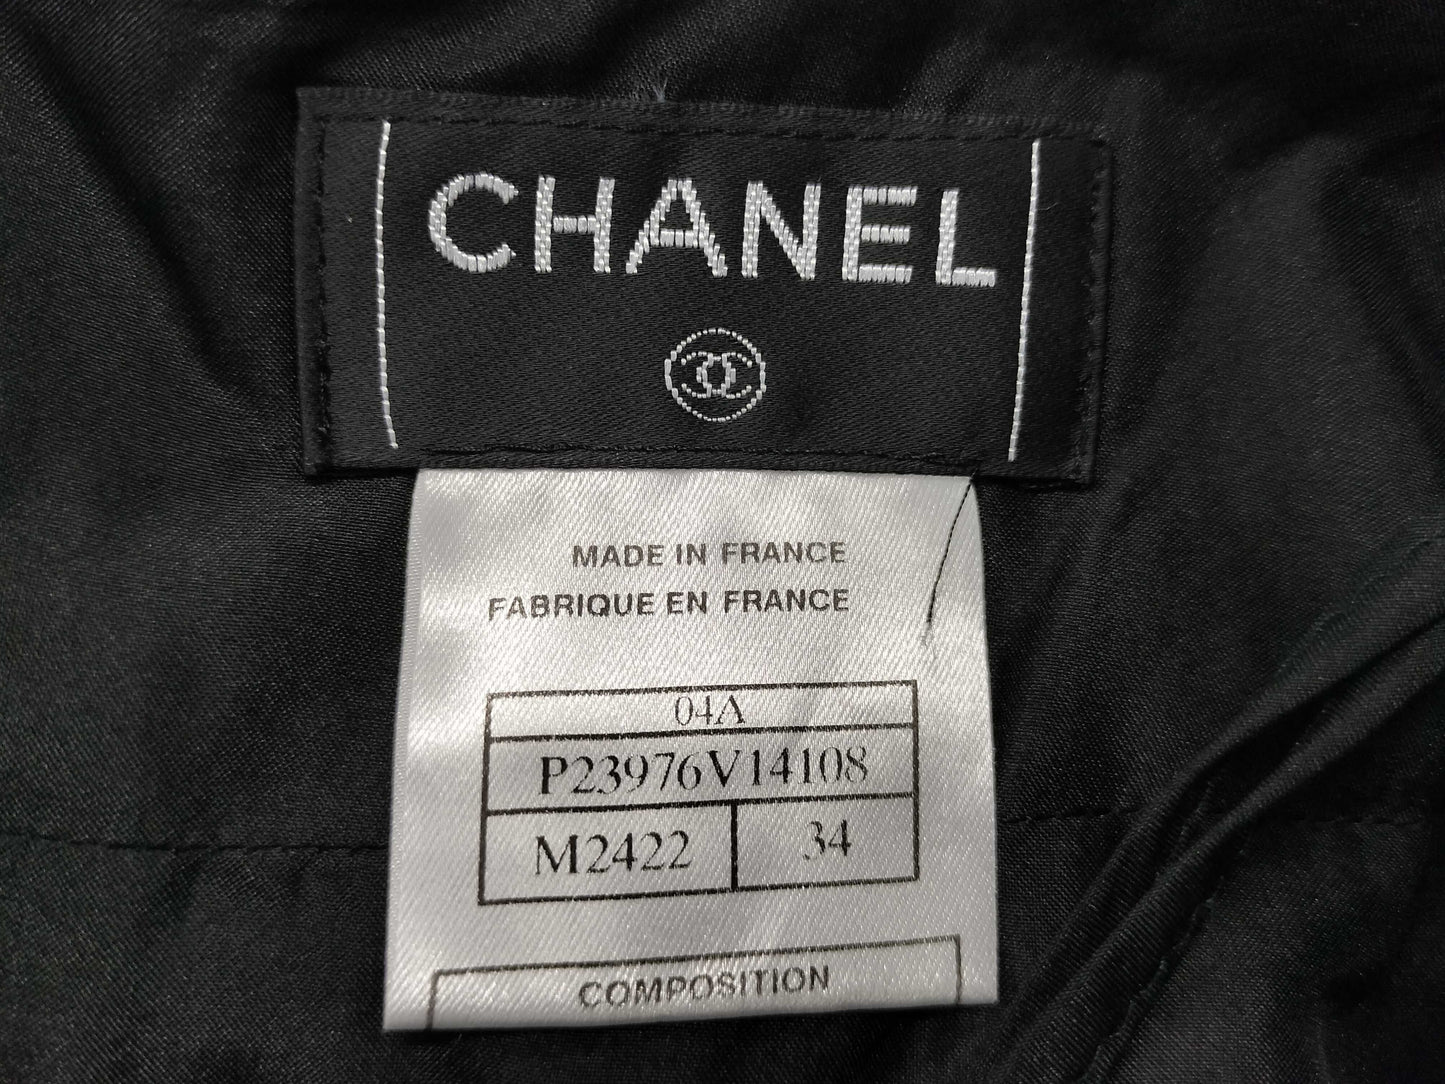 CHANEL
MADE IN FRANCE
FABRIQUE EN FRANCE
04A
P23976V14108
M2422 34
COMPOSITION